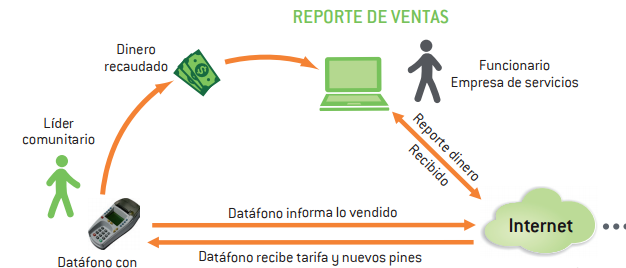 REPORTE DE VENTAS
Dinero
recaudado
Funcionario
Empresa de servicios
Líder
comunitario
Reporte dinero
Recibido
Datáfono informa lo vendido
Internet
Datáfono recibe tarifa y nuevos pines
Datáfono con